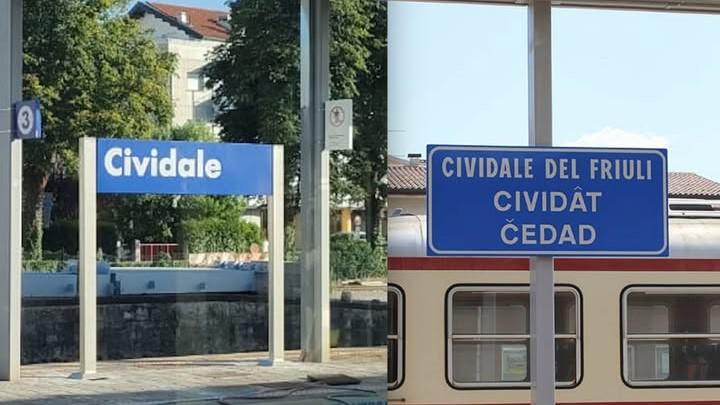 3
Cividale
CIVIDALE DEL FRIULI
CIVIDÂT
ČEDAD